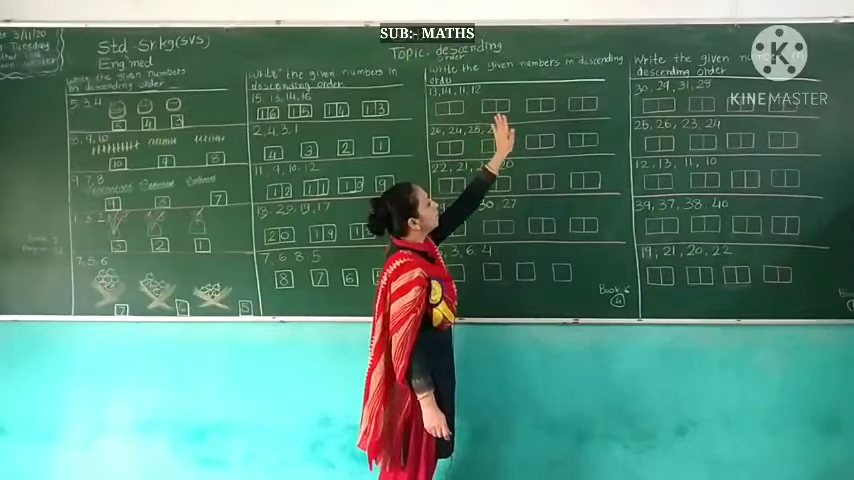 SUB:- MATHS
KINEMASTER
3/11/20
Tuesday
Std Sr.kg (SVS)
Eng med
Topic. descending
order
Write the given numbers
in descending order
5, 3, 4
5 4 3
9, 10
10 9 8
9, 7, 8
9 8 7
1, 3, 2
3 2 1
7, 5, 6
7 5
Write the given numbers in
descending order
15, 13, 14, 16
16 15 14 13
2, 4, 3, 1
4 3 2 1
11, 9, 10, 12
12 11 10 9
19, 17
20 19
7, 6 8, 5
8 7 6
Write the given numbers in descending
order
13, 14, 11, 12
26, 24, 25,
22, 21, 20
30, 27
3, 6, 4
Book-6
4
Write the given
descending order
30, 29, 31, 28
25, 26, 23, 24
12, 13, 11, 10
39, 37, 38, 40
19, 21, 20, 22